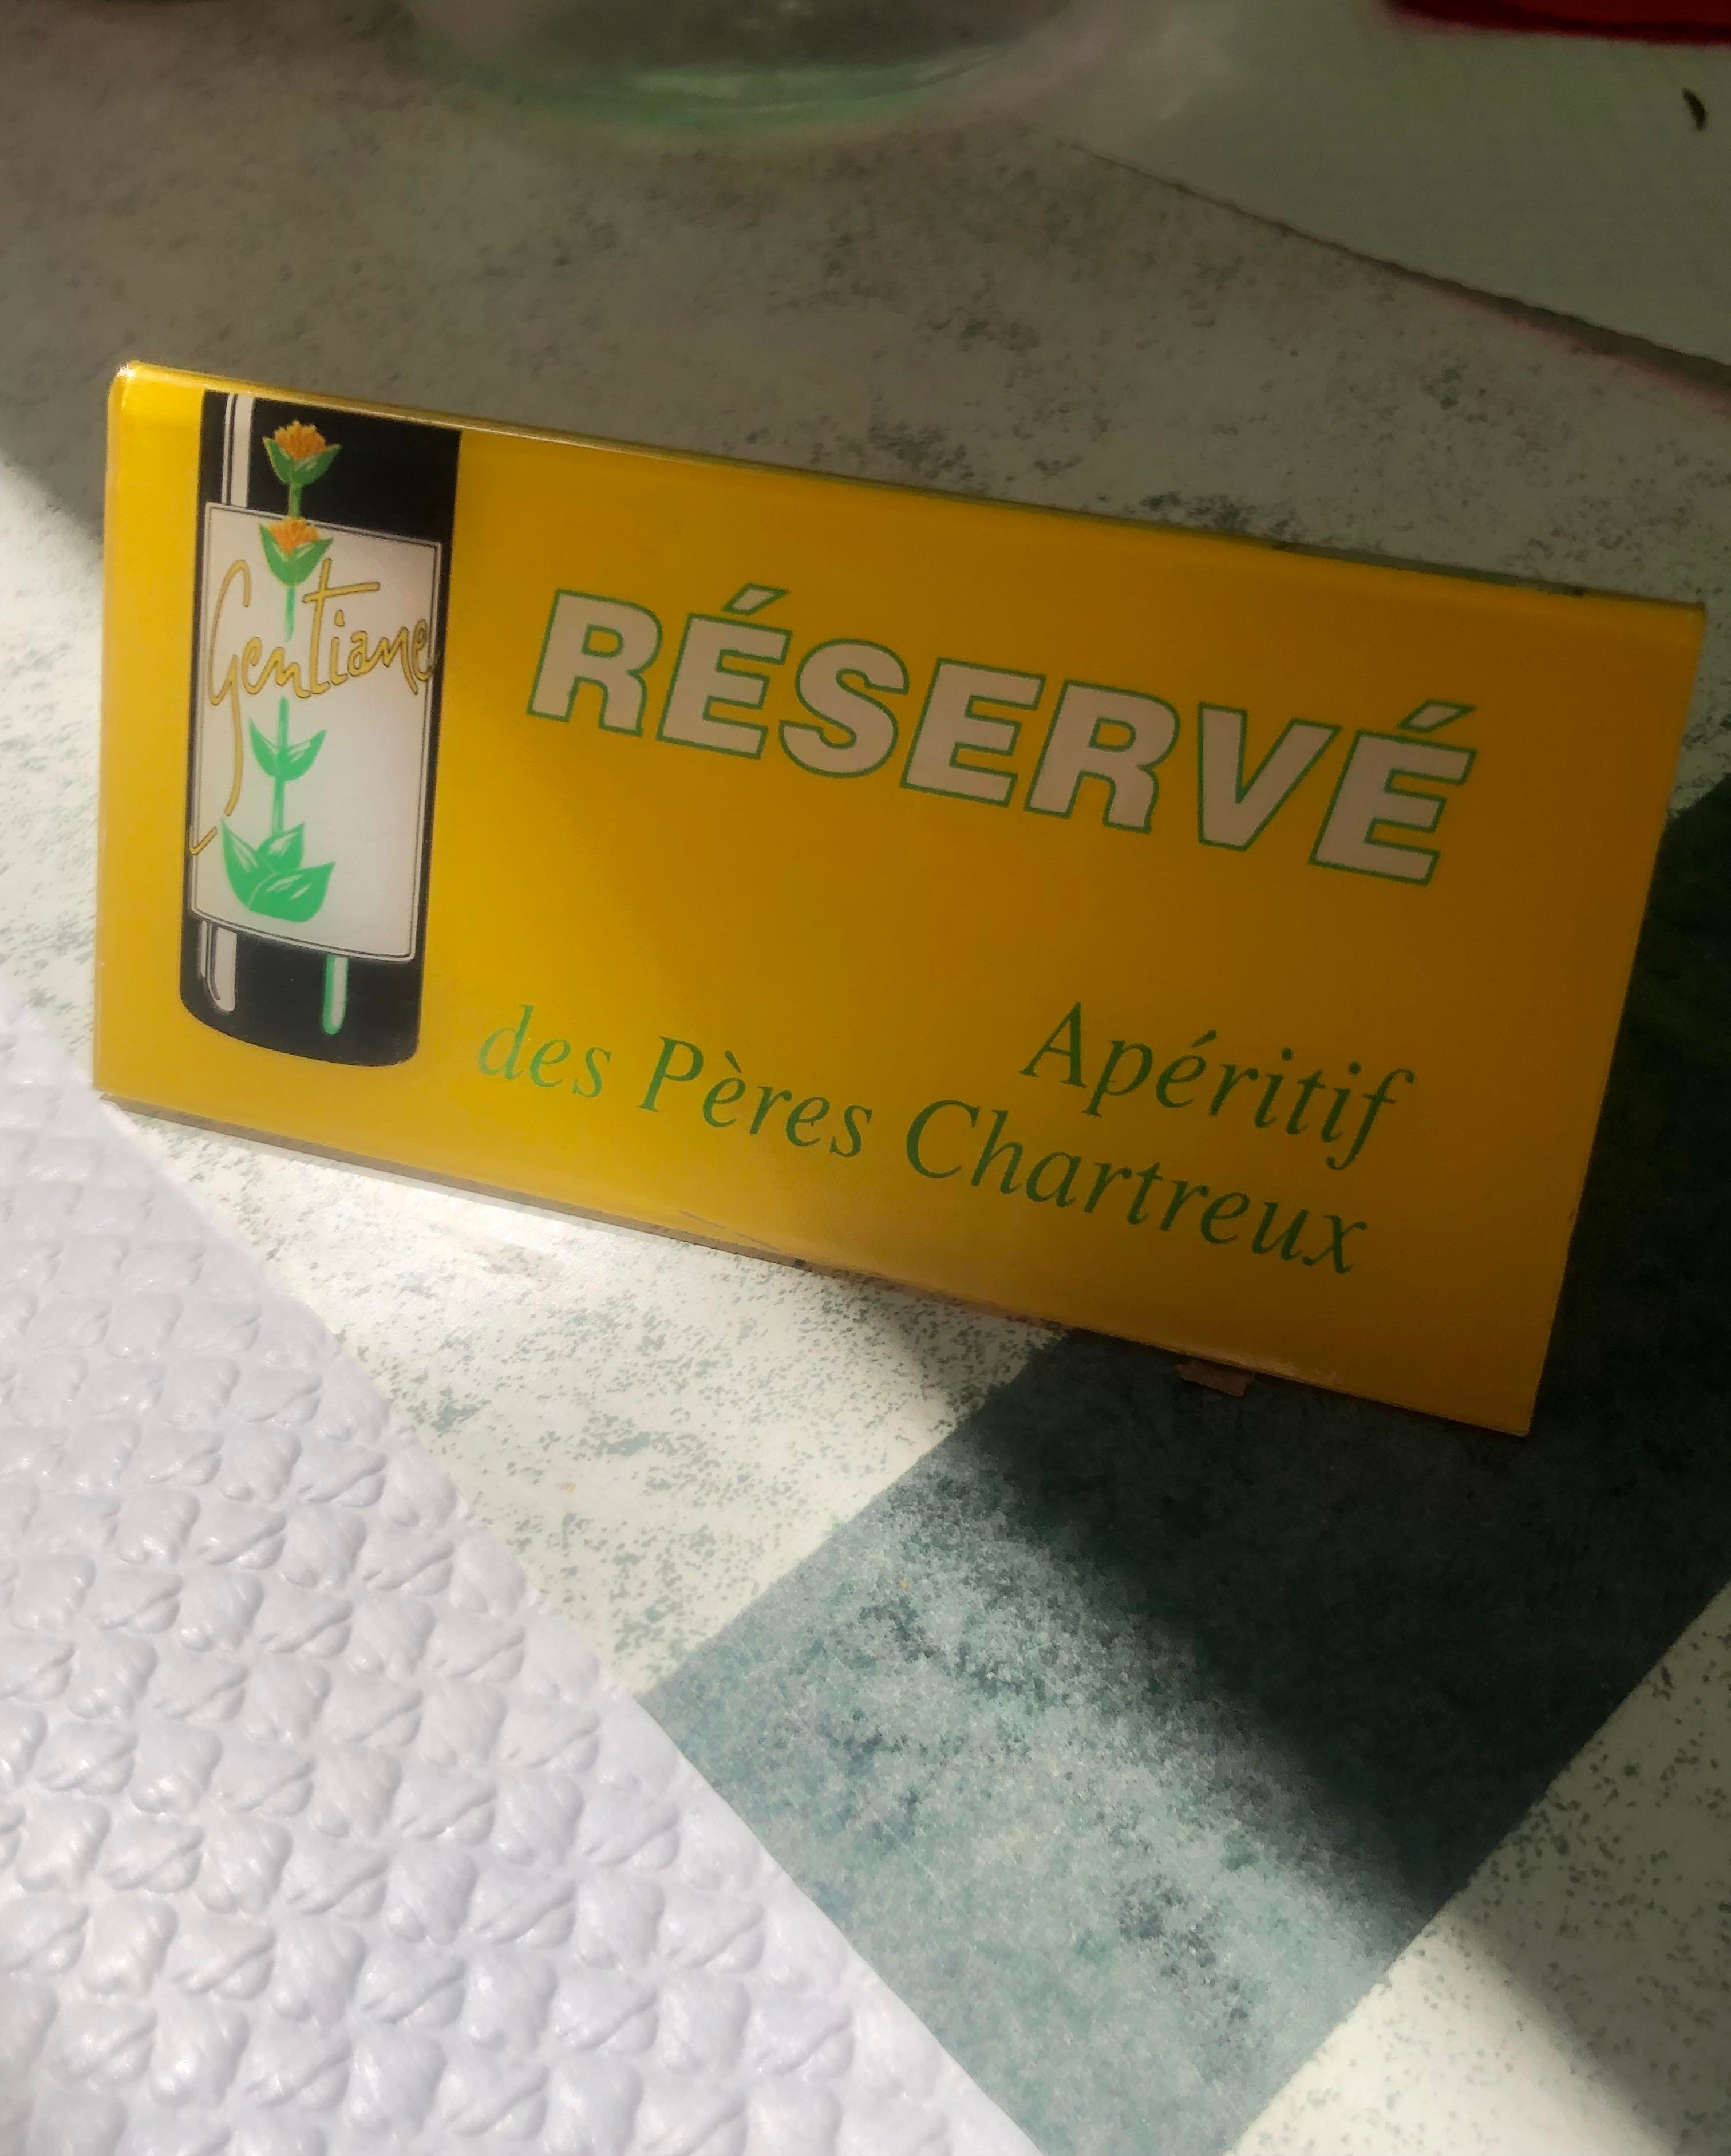 Gentiane
RÉSERVÉ
Apéritif
des Pères Chartreux